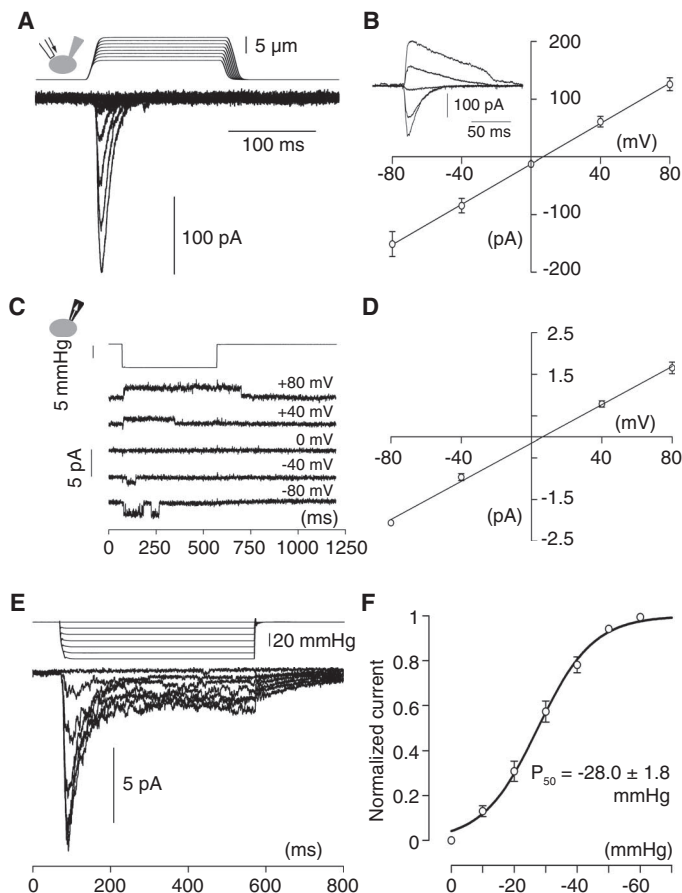 A
5 µm
100 ms
100 pA
B
200
100
100 pA
50 ms
(mV)
-80
-40
0
40
80
-100
(pA)
-200
C
5 mmHg
+80 mV
+40 mV
0 mV
-40 mV
-80 mV
5 pA
(ms)
0
250
500
750
1000
1250
D
2.5
1.5
(mV)
-80
-40
0
40
80
-1.5
(pA)
-2.5
E
20 mmHg
5 pA
(ms)
0
200
400
600
800
F
1
0.8
0.6
0.4
0.2
0
Normalized current
P50 = -28.0 ± 1.8
mmHg
(mmHg)
0
-20
-40
-60